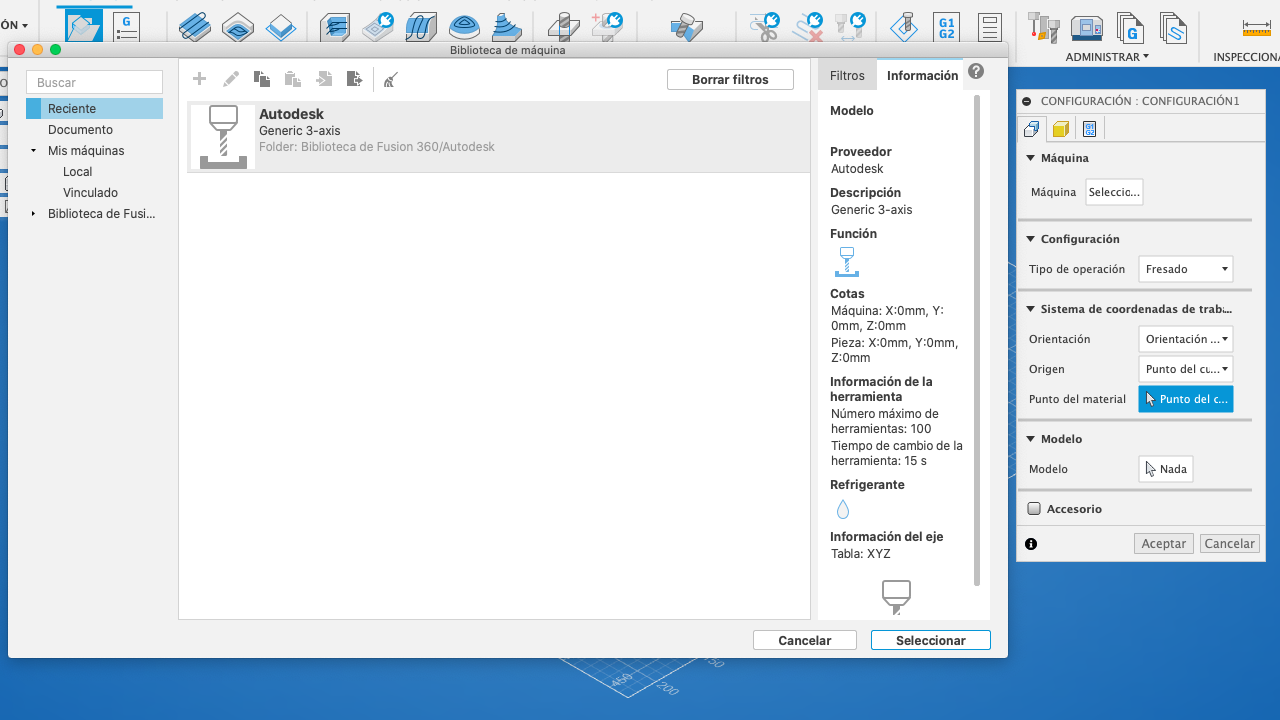 ÓN
G
G1
G2
G
S
ADMINISTRAR
INSPECCIONA
Biblioteca de máquina
Buscar
Reciente
Documento
Mis máquinas
Local
Vinculado
Biblioteca de Fusi...
Borrar filtros
Autodesk
Generic 3-axis
Folder: Biblioteca de Fusion 360/Autodesk
Filtros
Información
Modelo
Proveedor
Autodesk
Descripción
Generic 3-axis
Función
Cotas
Máquina: X:0mm, Y:
0mm, Z:0mm
Pieza: X:0mm, Y:0mm,
Z:0mm
Información de la
herramienta
Número máximo de
herramientas: 100
Tiempo de cambio de la
herramienta: 15 s
Refrigerante
Información del eje
Tabla: XYZ
Cancelar
Seleccionar
CONFIGURACIÓN : CONFIGURACIÓN1
Máquina
Máquina
Seleccio...
Configuración
Tipo de operación
Fresado
Sistema de coordenadas de traba...
Orientación
Orientación ...
Origen
Punto del cu...
Punto del material
Punto del c...
Modelo
Modelo
Nada
Accesorio
Aceptar
Cancelar
150
450
200